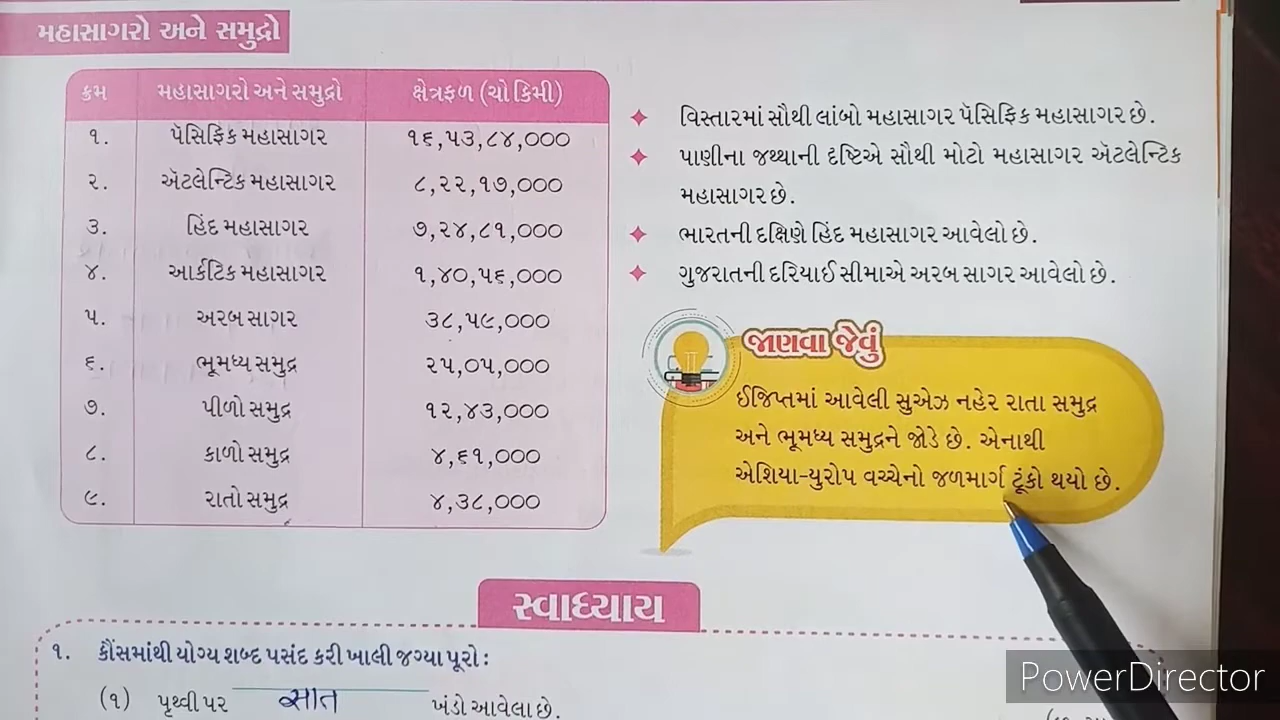 મહાસાગરો અને સમુદ્રો
ક્રમ મહાસાગરો અને સમુદ્રો ક્ષેત્રફળ (ચો કિમી)
૧. પૅસિફિક મહાસાગર ૧૬,૫૩,૮૪,૦૦૦
૨. ઍટલેન્ટિક મહાસાગર ૮,૨૨,૧૭,૦૦૦
૩. હિંદ મહાસાગર ૭,૨૪,૮૧,૦૦૦
૪. આર્કટિક મહાસાગર ૧,૪૦,૫૬,૦૦૦
૫. અરબ સાગર ૩૮,૫૯,૦૦૦
૬. ભૂમધ્ય સમુદ્ર ૨૫,૦૫,૦૦૦
૭. પીળો સમુદ્ર ૧૨,૪૩,૦૦૦
૮. કાળો સમુદ્ર ૪,૬૧,૦૦૦
૯. રાતો સમુદ્ર ૪,૩૮,૦૦૦
વિસ્તારમાં સૌથી લાંબો મહાસાગર પૅસિફિક મહાસાગર છે.
પાણીના જથ્થાની દૃષ્ટિએ સૌથી મોટો મહાસાગર ઍટલેન્ટિક
મહાસાગર છે.
ભારતની દક્ષિણે હિંદ મહાસાગર આવેલો છે.
ગુજરાતની દરિયાઈ સીમાએ અરબ સાગર આવેલો છે.
જાણવા જેવું
ઈજિપ્તમાં આવેલી સુએઝ નહેર રાતા સમુદ્ર
અને ભૂમધ્ય સમુદ્રને જોડે છે. એનાથી
એશિયા-યુરોપ વચ્ચેનો જળમાર્ગ ટૂંકો થયો છે.
સ્વાધ્યાય
૧. કૌંસમાંથી યોગ્ય શબ્દ પસંદ કરી ખાલી જગ્યા પૂરો :
(૧) પૃથ્વી પર સાત ખંડો આવેલા છે.
PowerDirector